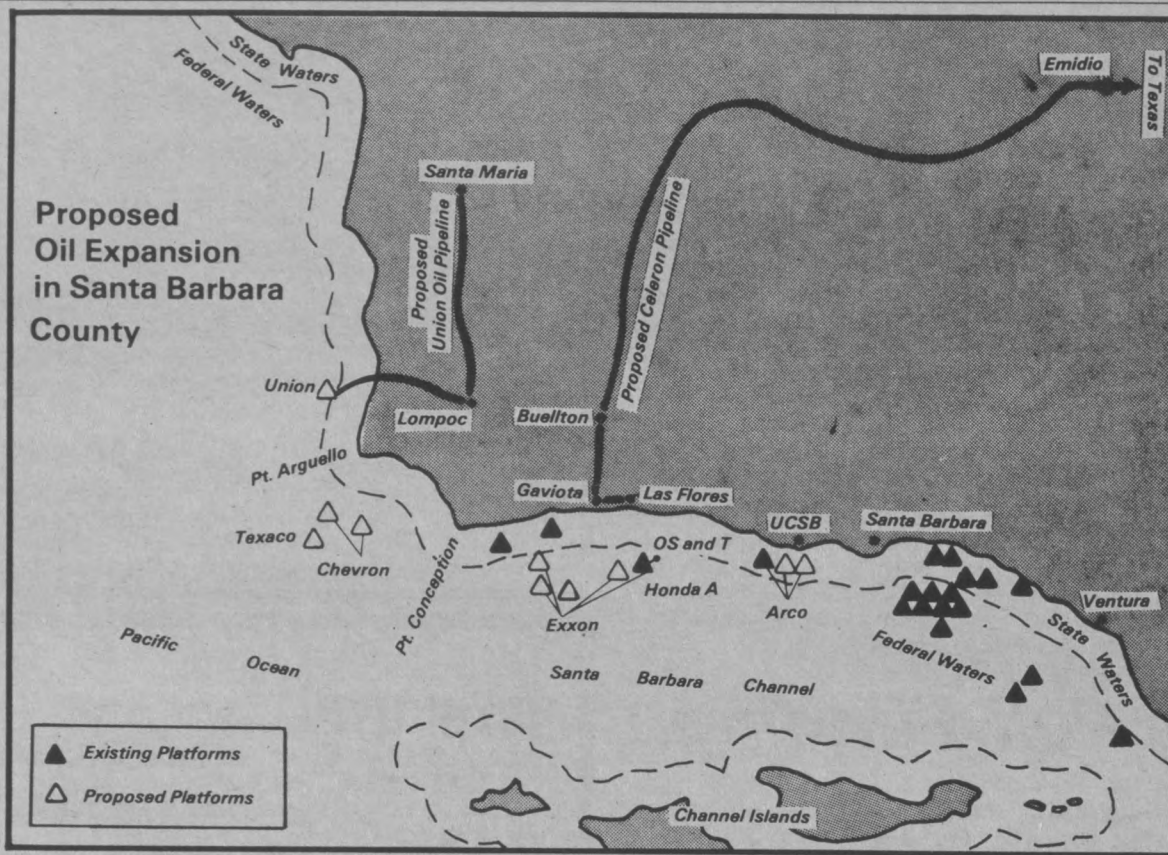 State Waters
Federal Waters
Emidio
To Texas
Santa Maria
Proposed
Oil Expansion
in Santa Barbara
County
Proposed
Union Oil Pipeline
Proposed Celeron Pipeline
Union
Lompoc
Buellton
Pt. Arguello
Gaviota
Las Flores
UCSB
Santa Barbara
Texaco
Chevron
Pt. Conception
OS and T
Honda A
Exxon
Arco
Ventura
State Waters
Federal Waters
Pacific Ocean
Santa Barbara Channel
Existing Platforms
Proposed Platforms
Channel Islands